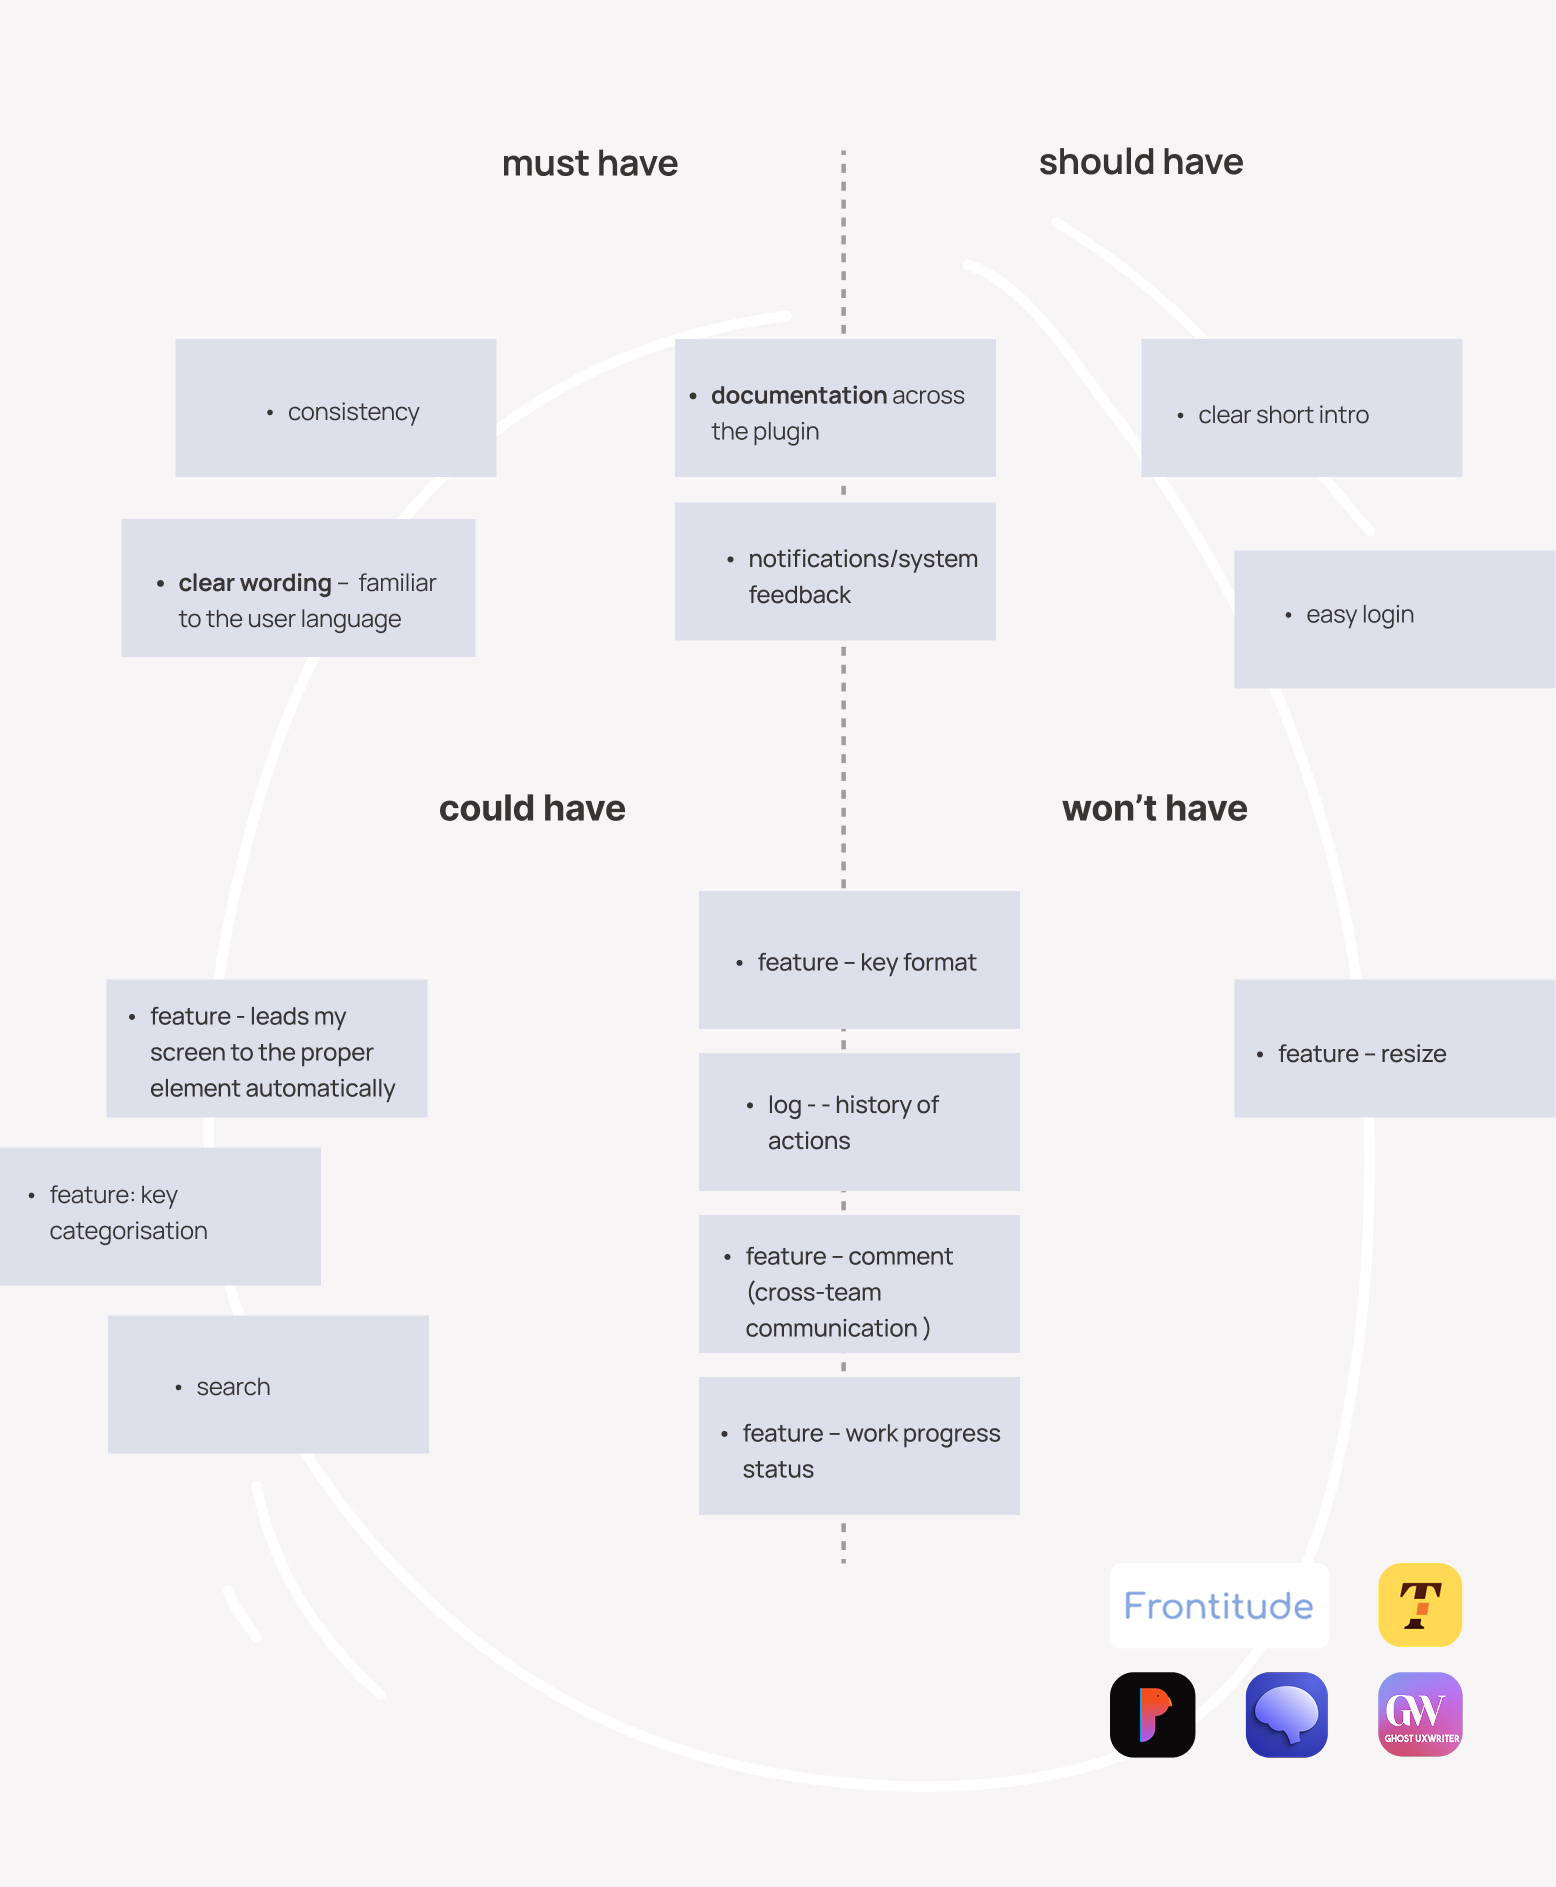 must have
should have
• consistency
• documentation across
the plugin
• clear short intro
• clear wording – familiar
to the user language
• notifications/system
feedback
• easy login
could have
won’t have
• feature – key format
• feature - leads my
screen to the proper
element automatically
• feature – resize
• log - - history of
actions
• feature: key
categorisation
• feature – comment
(cross-team
communication )
• search
• feature – work progress
status
Frontitude
T
GW
GHOST UXWRITER